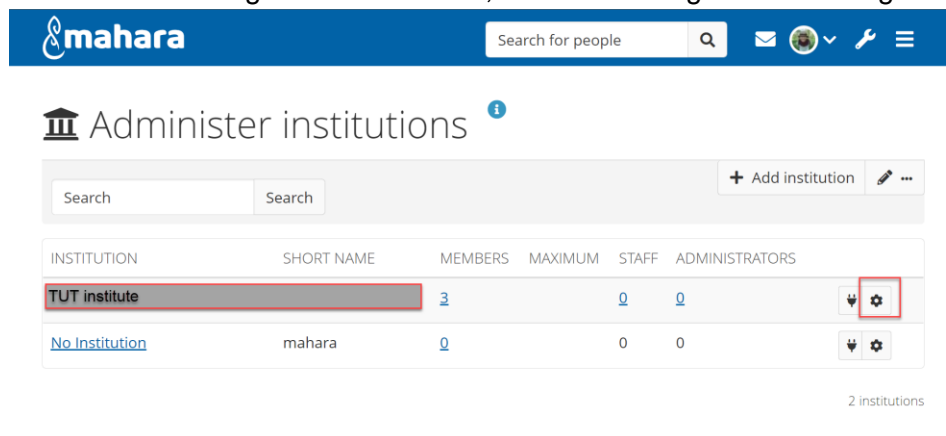 mahara
Search for people
Administer institutions
+ Add institution
Search Search
INSTITUTION SHORT NAME MEMBERS MAXIMUM STAFF ADMINISTRATORS
TUT institute 3 0 0
No Institution mahara 0 0 0
2 institutions